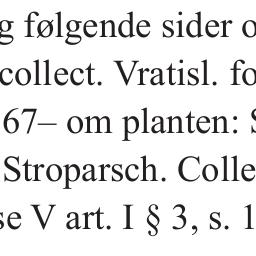 g følgende sider o
collect. Vratisl. fo
67– om planten: S
Stroparsch. Colle
se V art. I § 3, s. 1